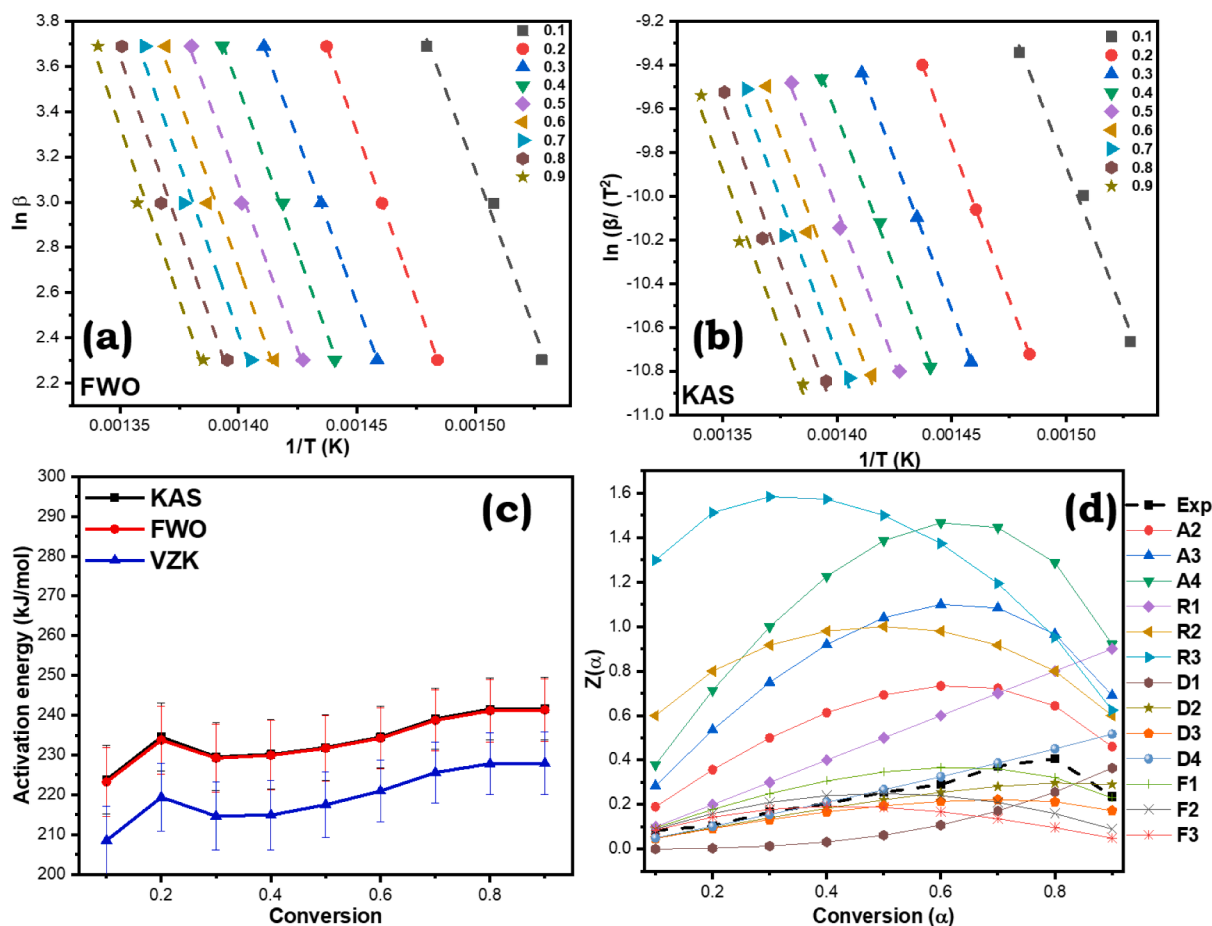 (a)
FWO
ln β
3.8
3.6
3.4
3.2
3.0
2.8
2.6
2.4
2.2
0.00135
0.00140
0.00145
0.00150
1/T (K)
0.1
0.2
0.3
0.4
0.5
0.6
0.7
0.8
0.9
(b)
KAS
ln (β/ (T²)
-9.2
-9.4
-9.6
-9.8
-10.0
-10.2
-10.4
-10.6
-10.8
-11.0
0.00135
0.00140
0.00145
0.00150
1/T (K)
0.1
0.2
0.3
0.4
0.5
0.6
0.7
0.8
0.9
(c)
KAS
FWO
VZK
Activation energy (kJ/mol)
300
290
280
270
260
250
240
230
220
210
200
0.2
0.4
0.6
0.8
Conversion
(d)
Z(α)
1.6
1.4
1.2
1.0
0.8
0.6
0.4
0.2
0.0
0.2
0.4
0.6
0.8
Conversion (α)
Exp
A2
A3
A4
R1
R2
R3
D1
D2
D3
D4
F1
F2
F3